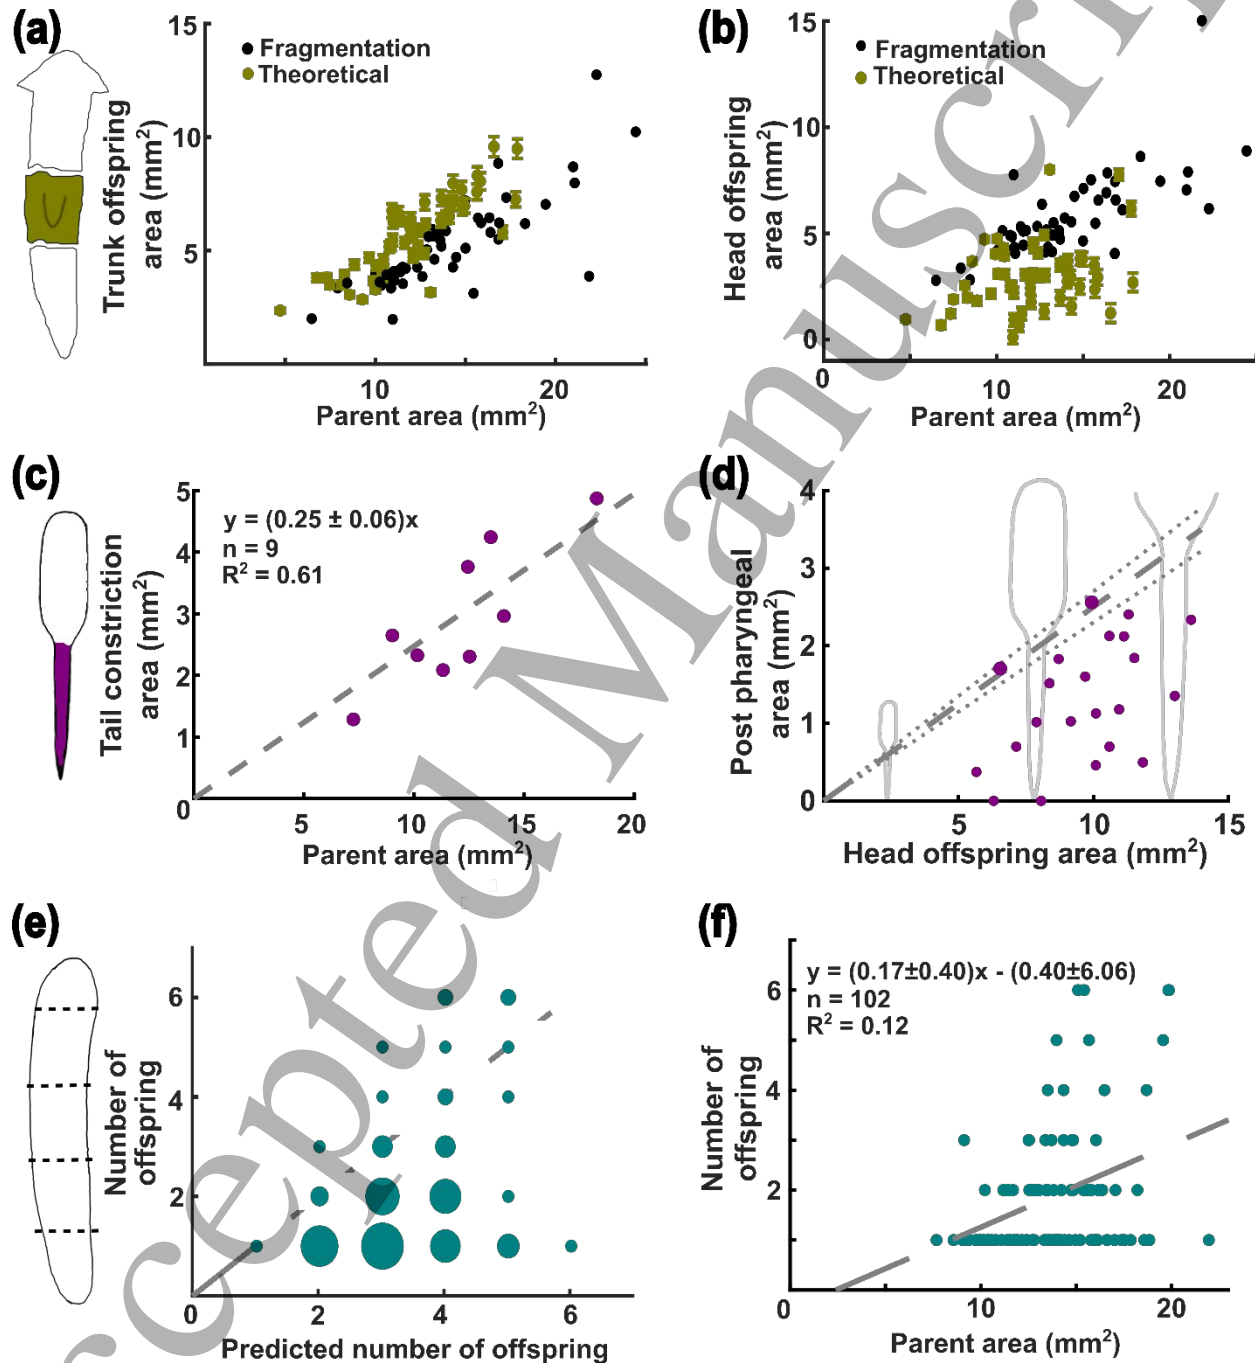 (a)
15
Fragmentation
Theoretical
10
5
Trunk offspring
area (mm²)
10
20
Parent area (mm²)
(b)
15
Fragmentation
Theoretical
10
5
0
Head offspring
area (mm²)
0
10
20
Parent area (mm²)
(c)
5
y = (0.25 ± 0.06)x
n = 9
R² = 0.61
4
3
2
1
0
Tail constriction
area (mm²)
5
10
15
20
Parent area (mm²)
(d)
4
3
2
1
0
Post pharyngeal
area (mm²)
5
10
15
Head offspring area (mm²)
(e)
6
4
2
Number of
offspring
0
2
4
6
Predicted number of offspring
(f)
y = (0.17±0.40)x - (0.40±6.06)
n = 102
R² = 0.12
6
4
2
Number of
offspring
0
10
20
Parent area (mm²)
ccepted Manuscrip